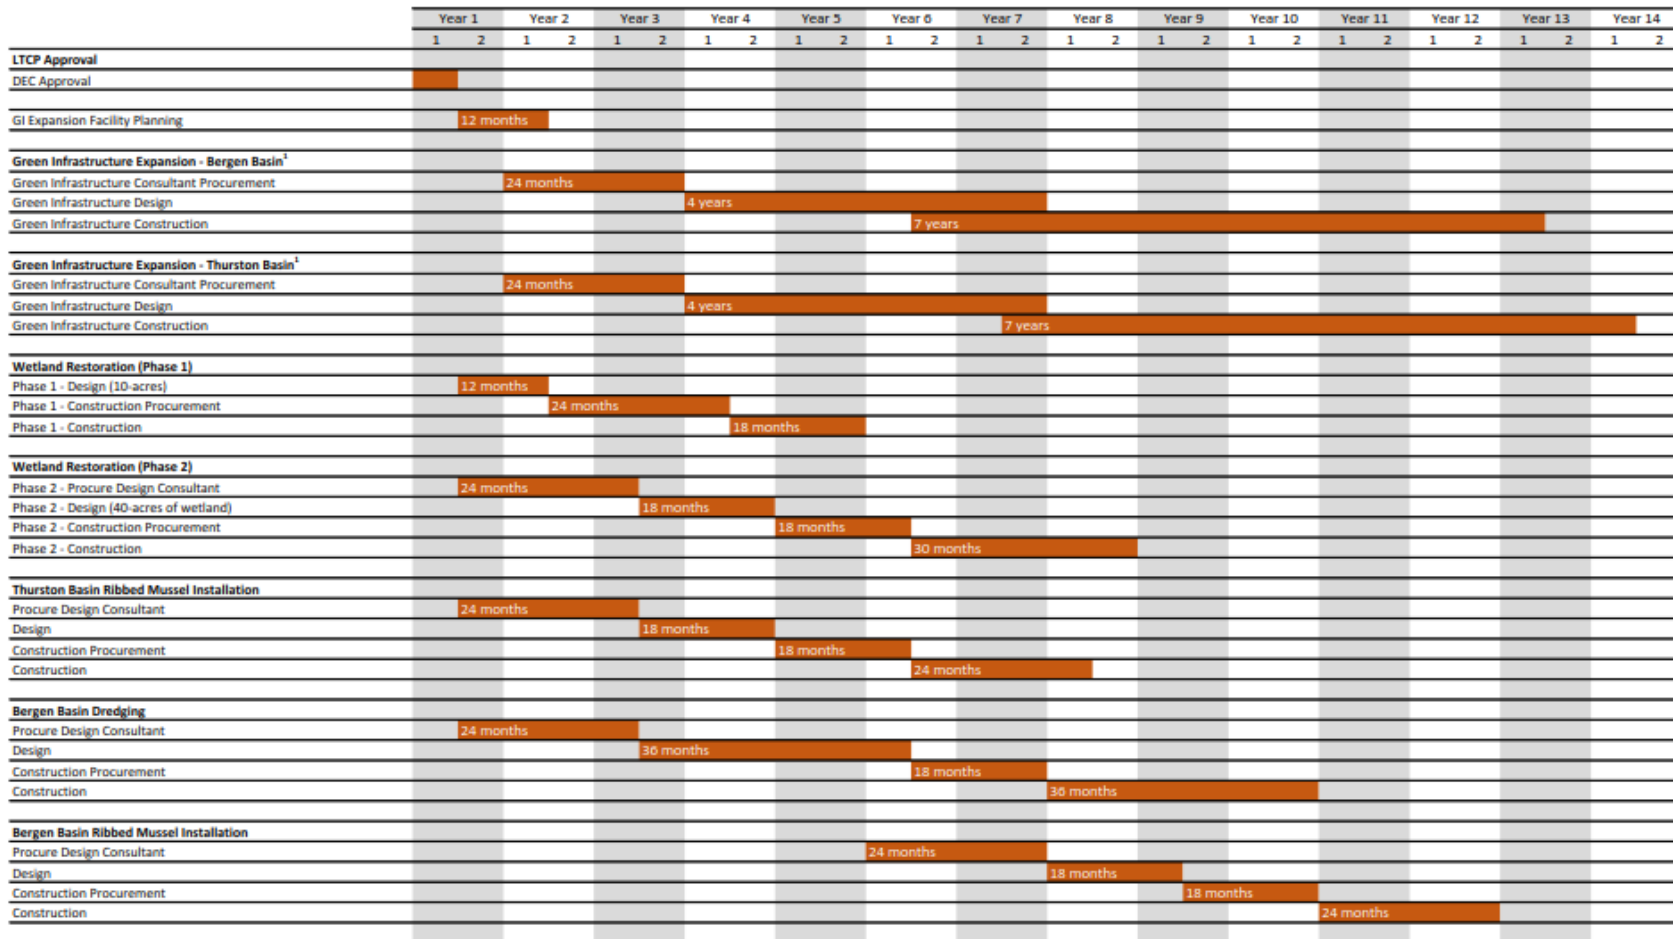 Year 1 Year 2 Year 3 Year 4 Year 5 Year 6 Year 7 Year 8 Year 9 Year 10 Year 11 Year 12 Year 13 Year 14
1 2 1 2 1 2 1 2 1 2 1 2 1 2 1 2 1 2 1 2 1 2 1 2 1 2 1 2
LTCP Approval
DEC Approval
GI Expansion Facility Planning 12 months
Green Infrastructure Expansion - Bergen Basin¹
Green Infrastructure Consultant Procurement 24 months
Green Infrastructure Design 4 years
Green Infrastructure Construction 7 years
Green Infrastructure Expansion - Thurston Basin¹
Green Infrastructure Consultant Procurement 24 months
Green Infrastructure Design 4 years
Green Infrastructure Construction 7 years
Wetland Restoration (Phase 1)
Phase 1 - Design (10-acres) 12 months
Phase 1 - Construction Procurement 24 months
Phase 1 - Construction 18 months
Wetland Restoration (Phase 2)
Phase 2 - Procure Design Consultant 24 months
Phase 2 - Design (40-acres of wetland) 18 months
Phase 2 - Construction Procurement 18 months
Phase 2 - Construction 30 months
Thurston Basin Ribbed Mussel Installation
Procure Design Consultant 24 months
Design 18 months
Construction Procurement 18 months
Construction 24 months
Bergen Basin Dredging
Procure Design Consultant 24 months
Design 36 months
Construction Procurement 18 months
Construction 36 months
Bergen Basin Ribbed Mussel Installation
Procure Design Consultant 24 months
Design 18 months
Construction Procurement 18 months
Construction 24 months